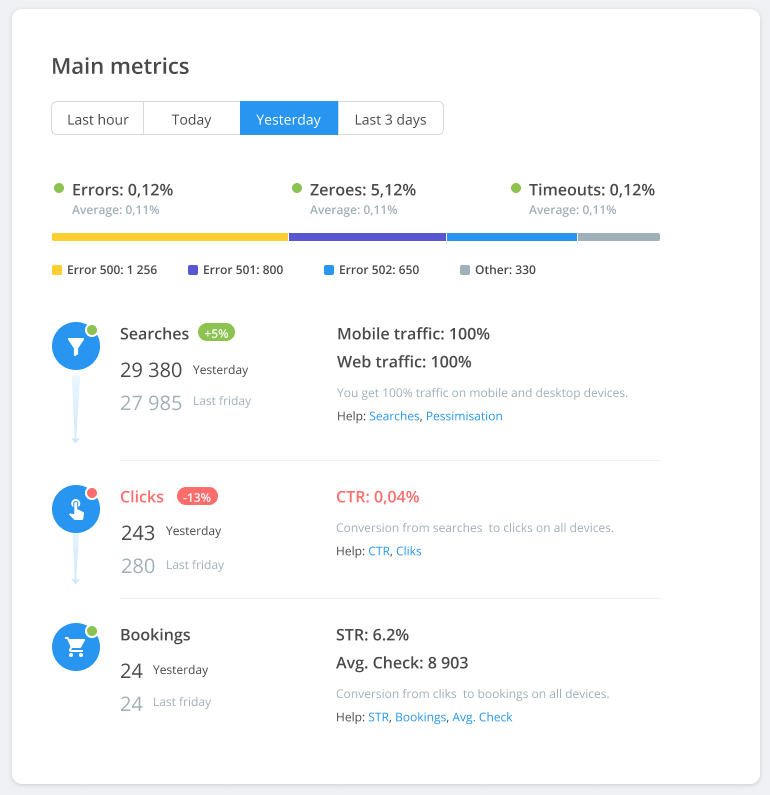 Main metrics
Last hour
Today
Yesterday
Last 3 days
Errors: 0,12%
Average: 0,11%
Zeroes: 5,12%
Average: 0,11%
Timeouts: 0,12%
Average: 0,11%
Error 500: 1 256
Error 501: 800
Error 502: 650
Other: 330
Searches +5%
29 380 Yesterday
27 985 Last friday
Mobile traffic: 100%
Web traffic: 100%
You get 100% traffic on mobile and desktop devices.
Help: Searches, Pessimisation
Clicks -13%
243 Yesterday
280 Last friday
CTR: 0,04%
Conversion from searches to clicks on all devices.
Help: CTR, Cliks
Bookings
24 Yesterday
24 Last friday
STR: 6.2%
Avg. Check: 8 903
Conversion from cliks to bookings on all devices.
Help: STR, Bookings, Avg. Check